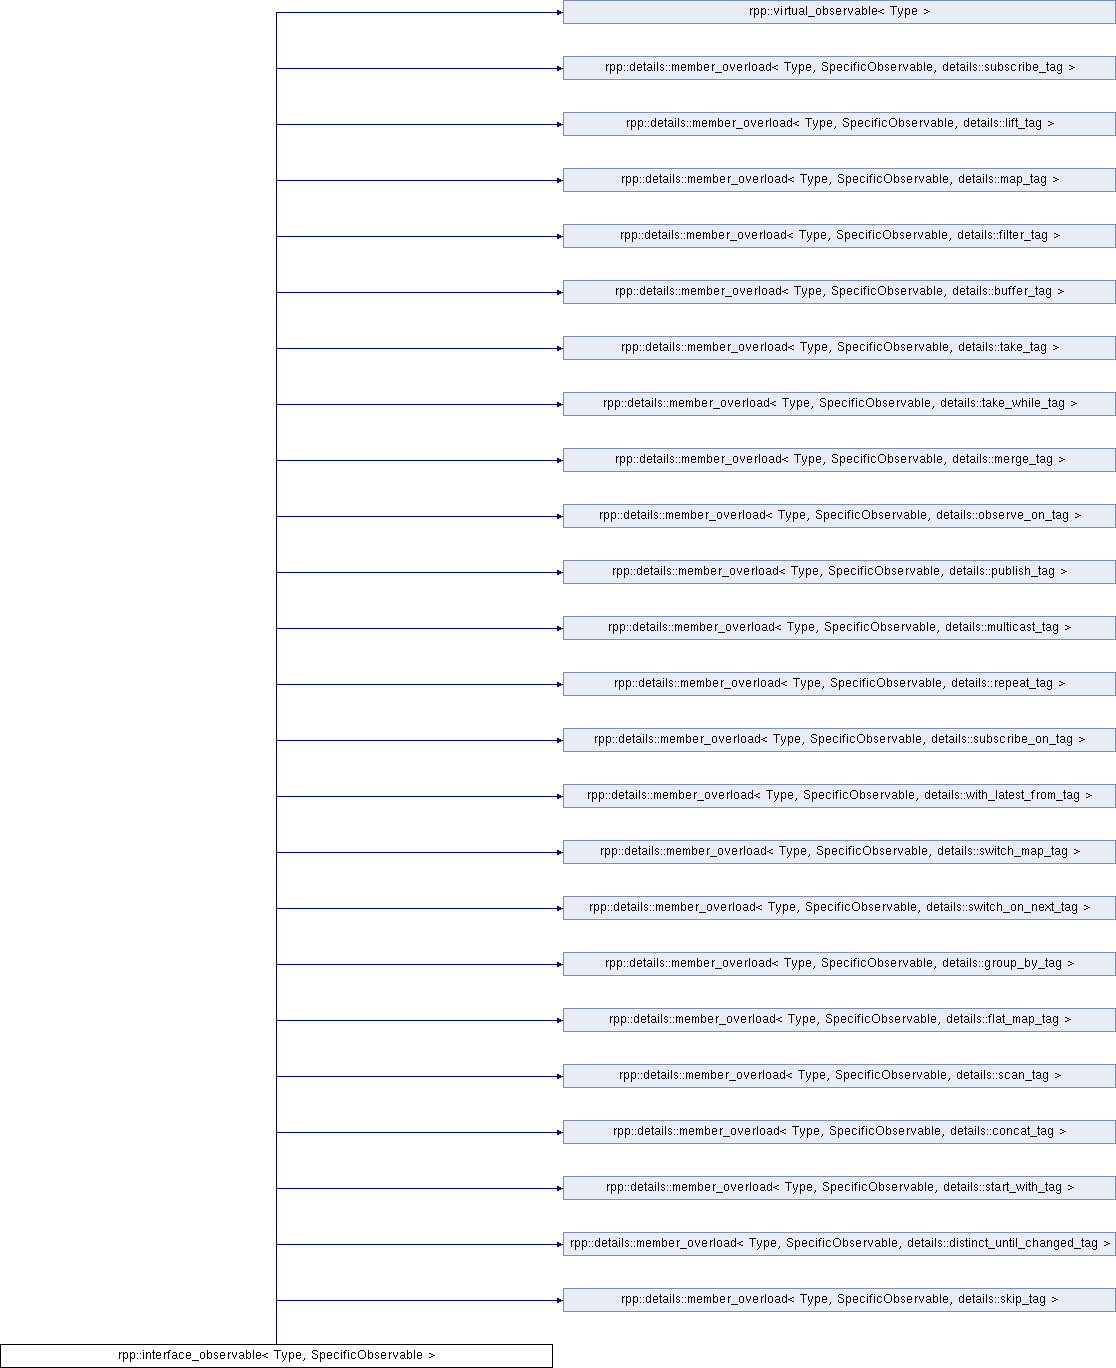 rpp::virtual_observable< Type >
rpp::details::member_overload< Type, SpecificObservable, details::subscribe_tag >
rpp::details::member_overload< Type, SpecificObservable, details::lift_tag >
rpp::details::member_overload< Type, SpecificObservable, details::map_tag >
rpp::details::member_overload< Type, SpecificObservable, details::filter_tag >
rpp::details::member_overload< Type, SpecificObservable, details::buffer_tag >
rpp::details::member_overload< Type, SpecificObservable, details::take_tag >
rpp::details::member_overload< Type, SpecificObservable, details::take_while_tag >
rpp::details::member_overload< Type, SpecificObservable, details::merge_tag >
rpp::details::member_overload< Type, SpecificObservable, details::observe_on_tag >
rpp::details::member_overload< Type, SpecificObservable, details::publish_tag >
rpp::details::member_overload< Type, SpecificObservable, details::multicast_tag >
rpp::details::member_overload< Type, SpecificObservable, details::repeat_tag >
rpp::details::member_overload< Type, SpecificObservable, details::subscribe_on_tag >
rpp::details::member_overload< Type, SpecificObservable, details::with_latest_from_tag >
rpp::details::member_overload< Type, SpecificObservable, details::switch_map_tag >
rpp::details::member_overload< Type, SpecificObservable, details::switch_on_next_tag >
rpp::details::member_overload< Type, SpecificObservable, details::group_by_tag >
rpp::details::member_overload< Type, SpecificObservable, details::flat_map_tag >
rpp::details::member_overload< Type, SpecificObservable, details::scan_tag >
rpp::details::member_overload< Type, SpecificObservable, details::concat_tag >
rpp::details::member_overload< Type, SpecificObservable, details::start_with_tag >
rpp::details::member_overload< Type, SpecificObservable, details::distinct_until_changed_tag >
rpp::details::member_overload< Type, SpecificObservable, details::skip_tag >
rpp::interface_observable< Type, SpecificObservable >